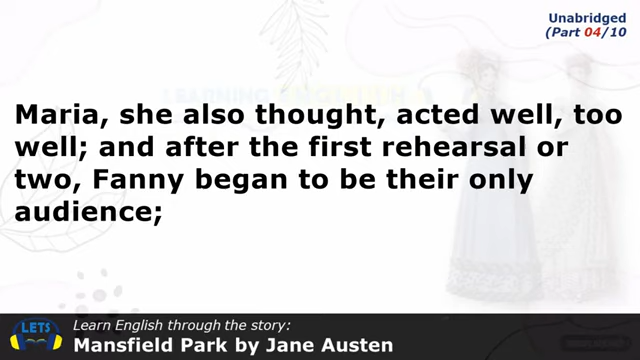 Unabridged
(Part 04/10
Maria, she also thought, acted well, too
well; and after the first rehearsal or
two, Fanny began to be their only
audience;
LETS
Learn English through the story:
Mansfield Park by Jane Austen